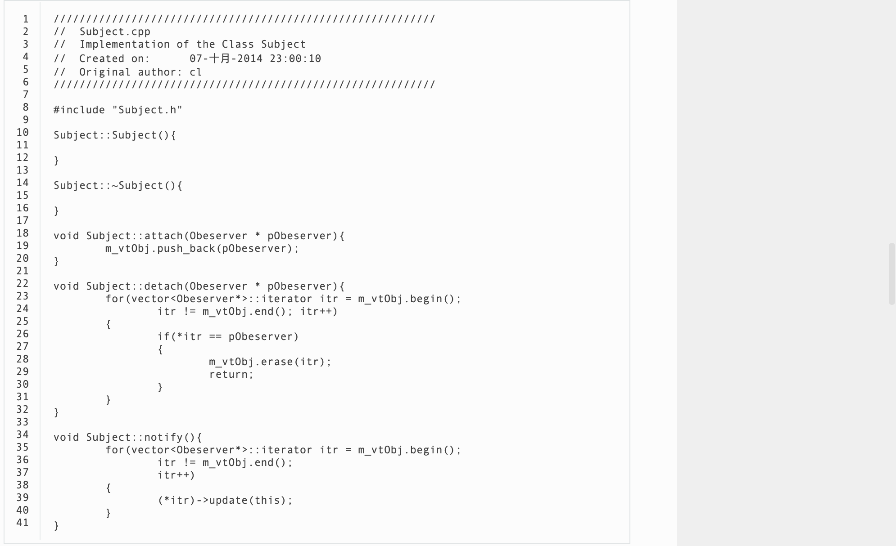 1 ///////////////////////////////////////////////////////////
2 //  Subject.cpp
3 //  Implementation of the Class Subject
4 //  Created on:      07-十月-2014 23:00:10
5 //  Original author: cl
6 ///////////////////////////////////////////////////////////
7
8 #include "Subject.h"
9
10 Subject::Subject(){
11
12 }
13
14 Subject::~Subject(){
15
16 }
17
18 void Subject::attach(Obeserver * pObeserver){
19         m_vtObj.push_back(pObeserver);
20 }
21
22 void Subject::detach(Obeserver * pObeserver){
23         for(vector<Obeserver*>::iterator itr = m_vtObj.begin();
24                 itr != m_vtObj.end(); itr++)
25         {
26                 if(*itr == pObeserver)
27                 {
28                         m_vtObj.erase(itr);
29                         return;
30                 }
31         }
32 }
33
34 void Subject::notify(){
35         for(vector<Obeserver*>::iterator itr = m_vtObj.begin();
36                 itr != m_vtObj.end();
37                 itr++)
38         {
39                 (*itr)->update(this);
40         }
41 }